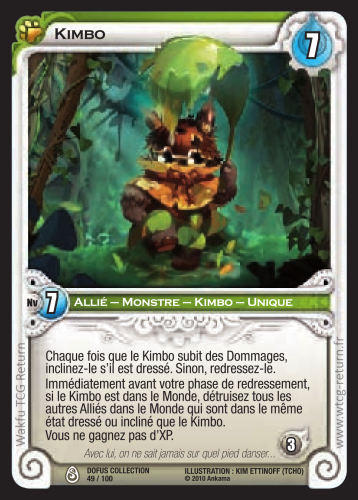 Kimbo
7
Nv 7
Allié – Monstre – Kimbo – Unique
Chaque fois que le Kimbo subit des Dommages,
inclinez-le s'il est dressé. Sinon, redressez-le.
Immédiatement avant votre phase de redressement,
si le Kimbo est dans le Monde, détruisez tous les
autres Alliés dans le Monde qui sont dans le même
état dressé ou incliné que le Kimbo.
Vous ne gagnez pas d'XP.
3
Avec lui, on ne sait jamais sur quel pied danser...
DOFUS COLLECTION
49 / 100
ILLUSTRATION : KIM ETTINOFF (TCHO)
© 2010 Ankama
Wakfu TCG Return
www.wtcg-return.fr